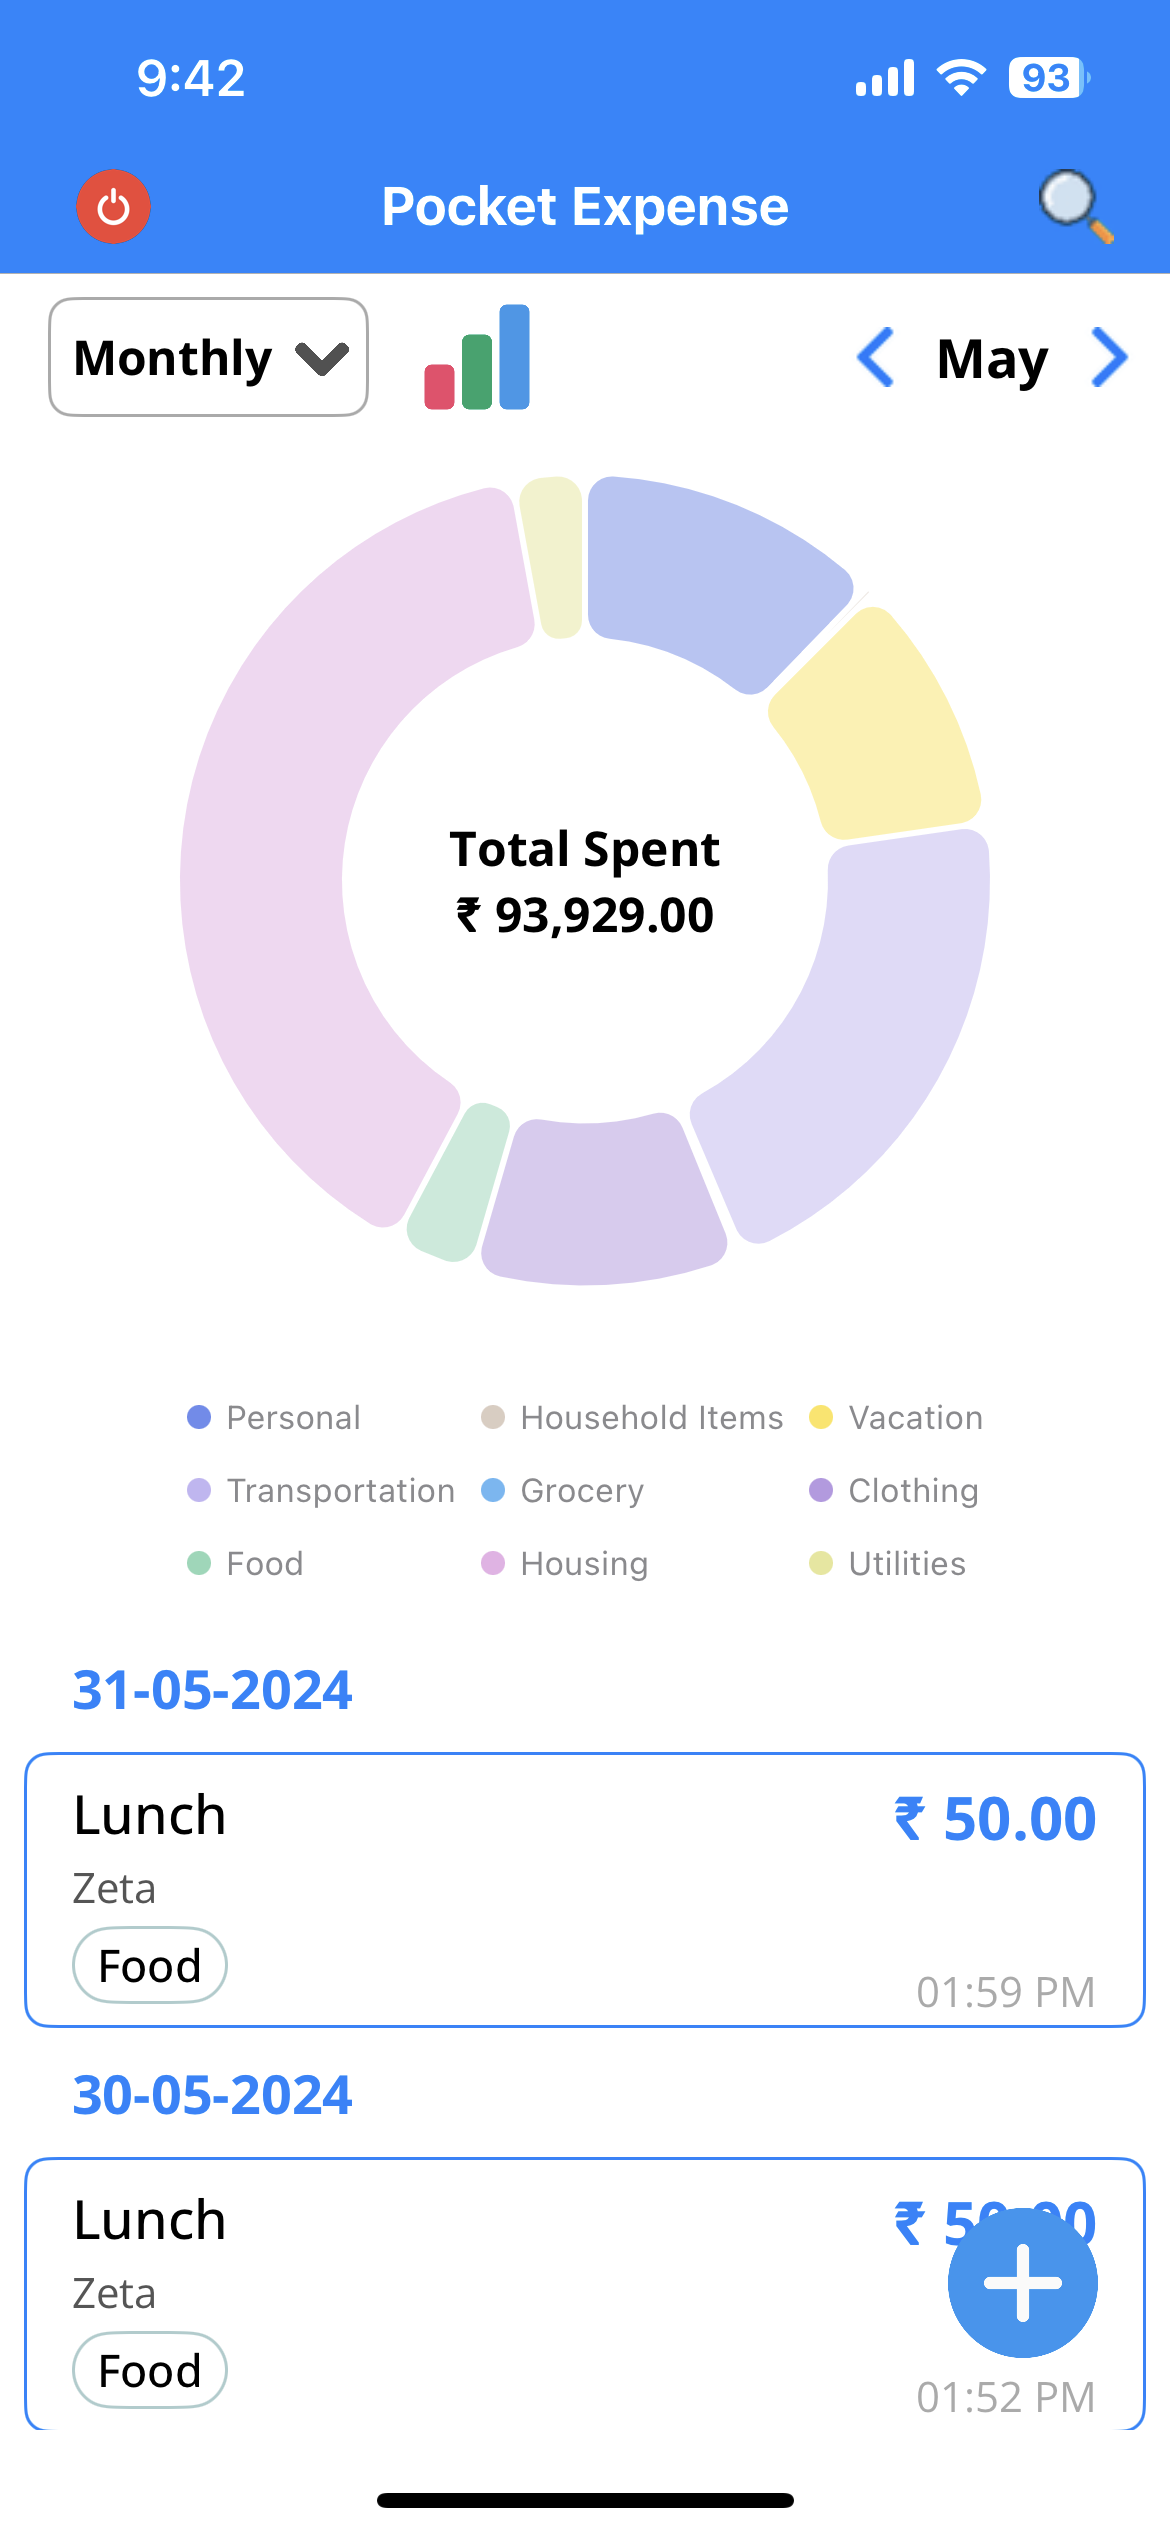 9:42
93
Pocket Expense
Monthly
May
Total Spent
₹ 93,929.00
Personal
Household Items
Vacation
Transportation
Grocery
Clothing
Food
Housing
Utilities
31-05-2024
Lunch
₹ 50.00
Zeta
Food
01:59 PM
30-05-2024
Lunch
Zeta
Food
01:52 PM